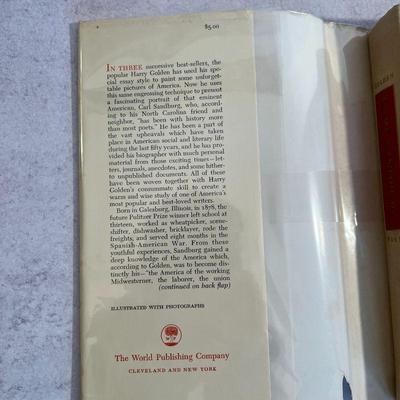 $5.00
IN THREE successive best-sellers, the
popular Harry Golden has used his spe-
cial essay style to paint some unforget-
table pictures of America. Now he uses
this same engrossing technique to present
a fascinating portrait of that eminent
American, Carl Sandburg who, accord-
ing to his North Carolina friend and
neighbor, "has been with history more
than most poets." He has been a part of
the vast upheavals which have taken
place in American social and literary life
during the last fifty years, and he has pro-
vided his biographer with much personal
material from those exciting times—let-
ters, journals, anecdotes, and some hither-
to unpublished documents. All of these
have been woven together with Harry
Golden's consummate skill to create a
warm and wise study of one of America's
most popular and best-loved writers.
Born in Galesburg, Illinois, in 1878, the
future Pulitzer Prize winner left school at
thirteen, worked as wheatpicker, scene-
shifter, dishwasher, bricklayer, rode the
freights, and served eight months in the
Spanish-American War. From these
youthful experiences, Sandburg gained a
deep knowledge of the America which,
according to Golden, was to become dis-
tinctly his—"the America of the working
Midwesterner, the laborer, the union
(continued on back flap)
ILLUSTRATED WITH PHOTOGRAPHS
The World Publishing Company
CLEVELAND AND NEW YORK